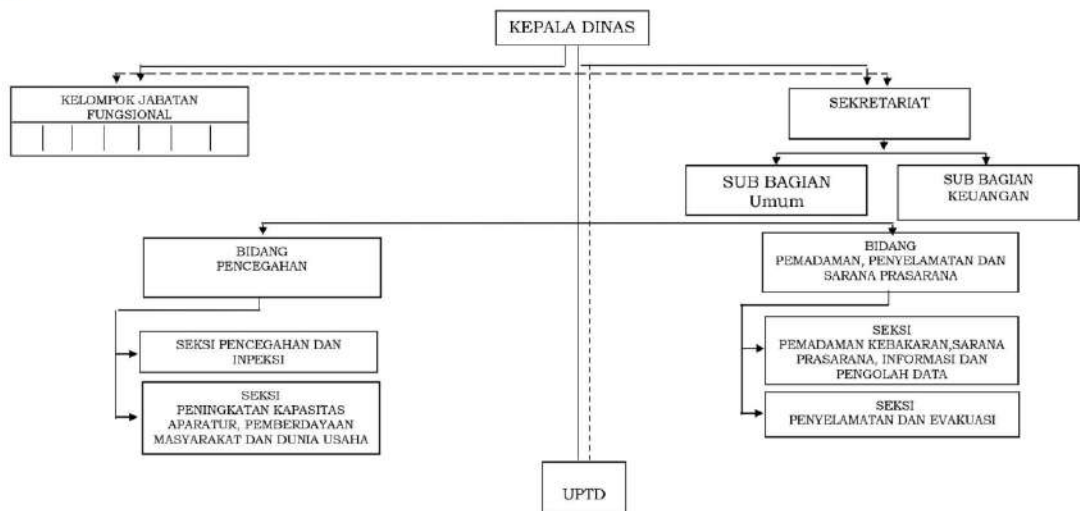 KEPALA DINAS
KELOMPOK JABATAN
FUNGSIONAL
SEKRETARIAT
SUB BAGIAN
Umum
SUB BAGIAN
KEUANGAN
BIDANG
PENCEGAHAN
BIDANG
PEMADAMAN, PENYELAMATAN DAN
SARANA PRASARANA
SEKSI PENCEGAHAN DAN
INPEKSI
SEKSI
PENINGKATAN KAPASITAS
APARATUR, PEMBERDAYAAN
MASYARAKAT DAN DUNIA USAHA
SEKSI
PEMADAMAN KEBAKARAN,SARANA
PRASARANA, INFORMASI DAN
PENGOLAH DATA
SEKSI
PENYELAMATAN DAN EVAKUASI
UPTD